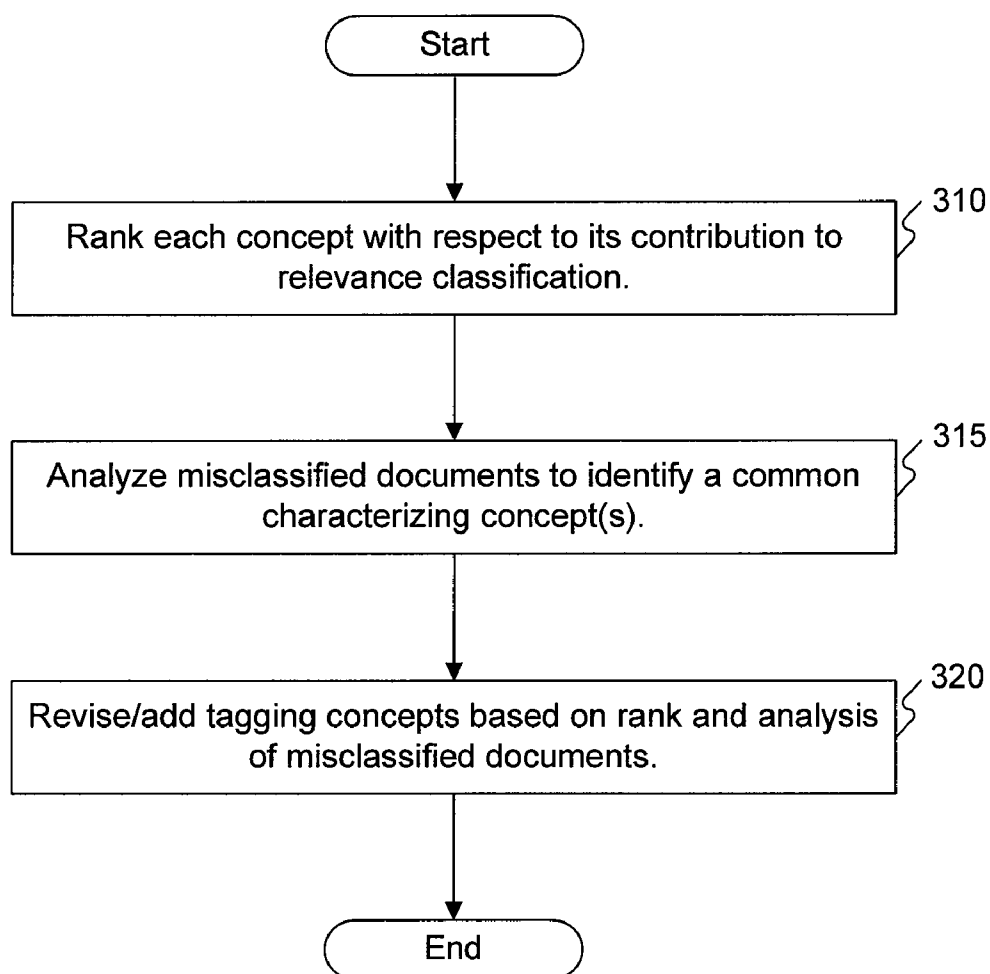 Start
310
Rank each concept with respect to its contribution to
relevance classification.
315
Analyze misclassified documents to identify a common
characterizing concept(s).
320
Revise/add tagging concepts based on rank and analysis
of misclassified documents.
End